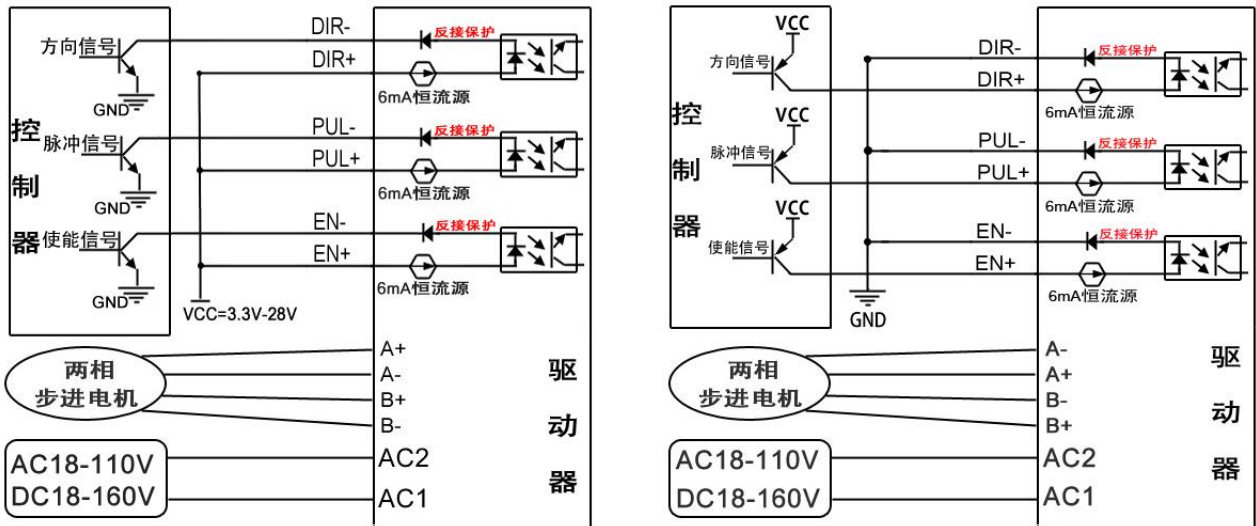 DIR-
反接保护
方向信号
DIR+
6mA恒流源
GND
PUL-
反接保护
脉冲信号
PUL+
6mA恒流源
GND
EN-
反接保护
使能信号
EN+
6mA恒流源
GND
VCC=3.3V-28V
控
制
器
两相
步进电机
A+
A-
B+
B-
AC18-110V
DC18-160V
AC2
AC1
驱
动
器
VCC
DIR-
反接保护
方向信号
DIR+
6mA恒流源
VCC
PUL-
反接保护
脉冲信号
PUL+
6mA恒流源
VCC
EN-
反接保护
使能信号
EN+
6mA恒流源
GND
控
制
器
两相
步进电机
A-
A+
B-
B+
AC18-110V
DC18-160V
AC2
AC1
驱
动
器